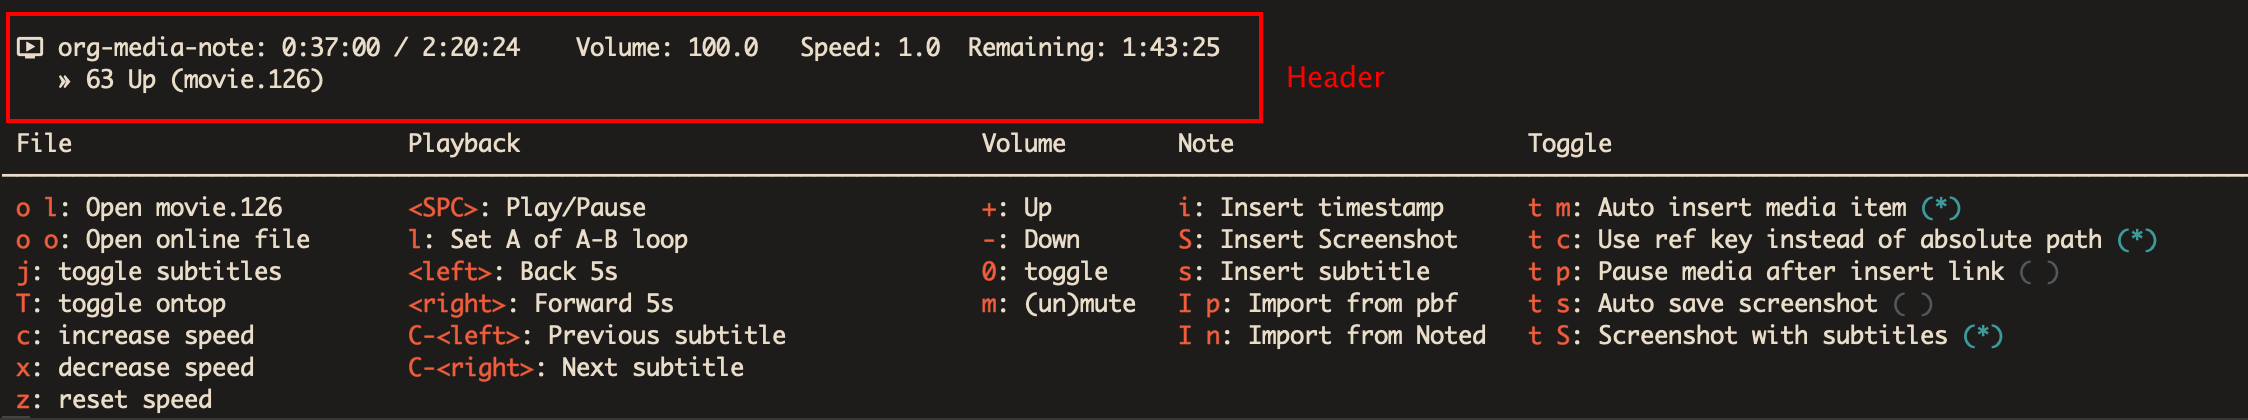 org-media-note: 0:37:00 / 2:20:24 Volume: 100.0 Speed: 1.0 Remaining: 1:43:25
» 63 Up (movie.126)
Header
File Playback Volume Note Toggle
o l: Open movie.126 <SPC>: Play/Pause +: Up i: Insert timestamp t m: Auto insert media item (*)
o o: Open online file l: Set A of A-B loop -: Down S: Insert Screenshot t c: Use ref key instead of absolute path (*)
j: toggle subtitles <left>: Back 5s 0: toggle s: Insert subtitle t p: Pause media after insert link ( )
T: toggle ontop <right>: Forward 5s m: (un)mute I p: Import from pbf t s: Auto save screenshot ( )
c: increase speed C-<left>: Previous subtitle I n: Import from Noted t S: Screenshot with subtitles (*)
x: decrease speed C-<right>: Next subtitle
z: reset speed